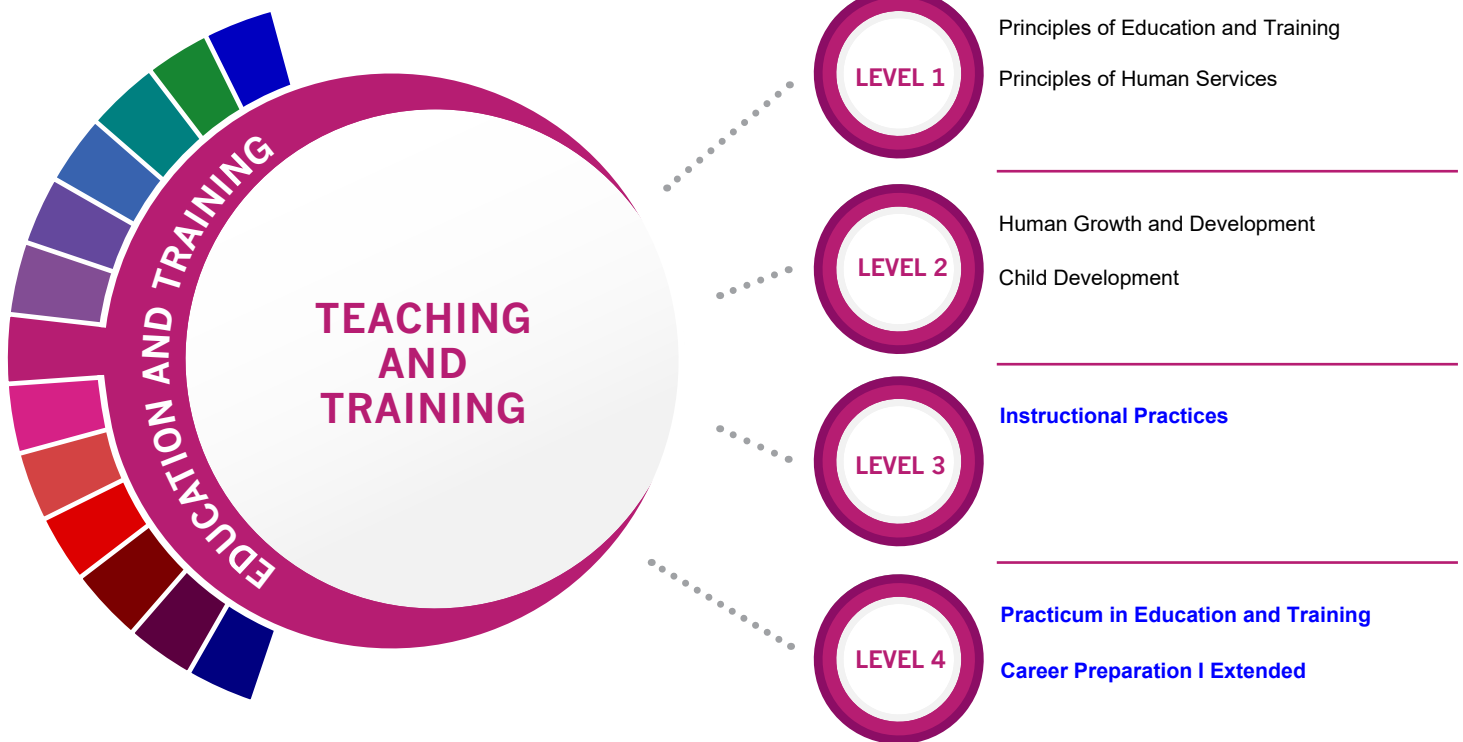 EDUCATION AND TRAINING
TEACHING
AND
TRAINING
LEVEL 1
Principles of Education and Training
Principles of Human Services
LEVEL 2
Human Growth and Development
Child Development
LEVEL 3
Instructional Practices
LEVEL 4
Practicum in Education and Training
Career Preparation I Extended